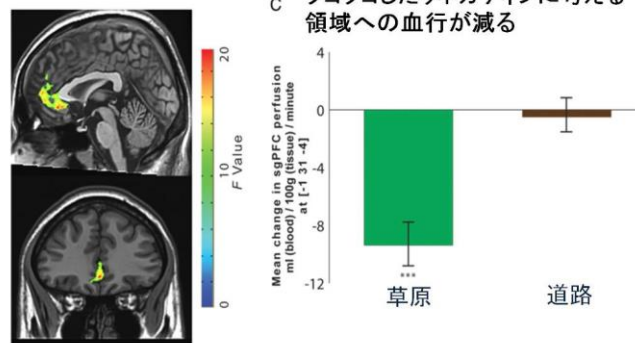 C
領域への血行が減る
20
10
0
F Value
Mean change in sgPFC perfusion
ml (blood) / 100g (tissue) / minute
at [-1 31 -4]
4
0
-4
-8
-12
***
草原
道路